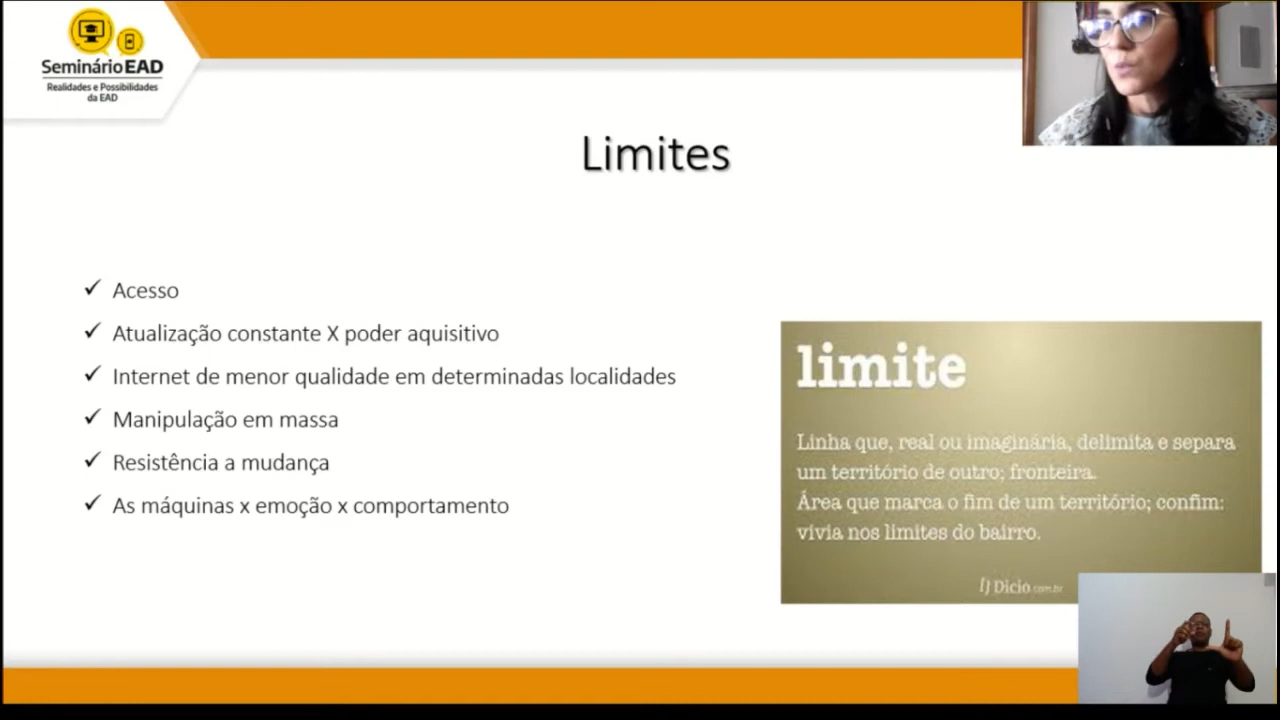 Seminário EAD
Realidades e Possibilidades
da EAD
Limites
✓ Acesso
✓ Atualização constante X poder aquisitivo
✓ Internet de menor qualidade em determinadas localidades
✓ Manipulação em massa
✓ Resistência a mudança
✓ As máquinas x emoção x comportamento
limite
Linha que, real ou imaginária, delimita e separa
um território de outro; fronteira.
Área que marca o fim de um território; confim:
vivia nos limites do bairro.
Dicio.com.br